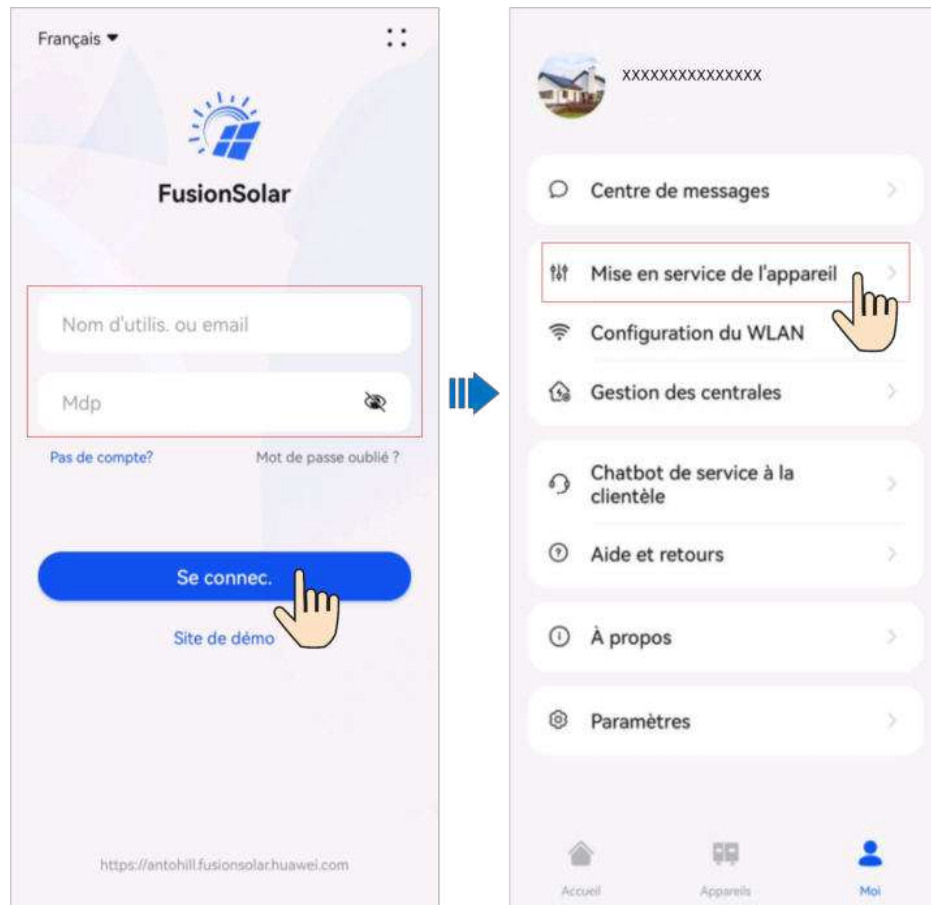 Français
FusionSolar
Nom d'utilis. ou email
Mdp
Pas de compte?
Mot de passe oublié ?
Se connec.
Site de démo
https://antohill.fusionsolar.huawei.com
XXXXXXXXXXXXXXX
Centre de messages
Mise en service de l'appareil
Configuration du WLAN
Gestion des centrales
Chatbot de service à la
clientèle
Aide et retours
À propos
Paramètres
Accueil
Appareils
Moi